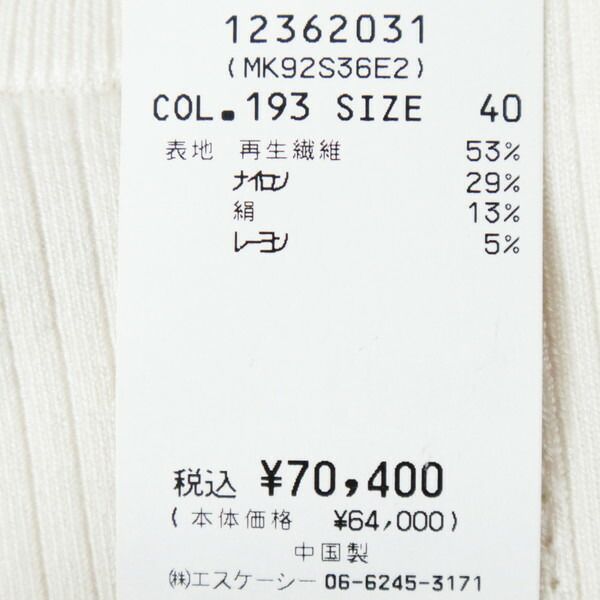 12362031
(MK92S36E2)
COL.193 SIZE 40
表地 再生繊維 53%
ナイロン 29%
絹 13%
レーヨン 5%
税込 ¥70,400
(本体価格 ¥64,000)
中国製
㈱エスケーシー 06-6245-3171